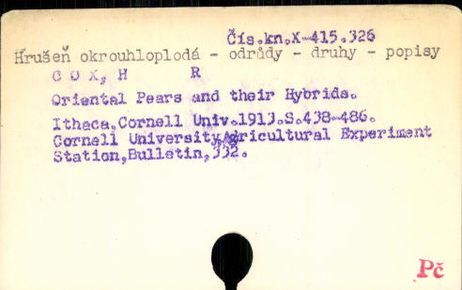 Čís.kn.X-415.326
Hrušeň okrouhloplodá - odrůdy - druhy - popisy
C O X, H R
Oriental Pears and their Hybrids.
Ithaca,Cornell Univ.1913.S.438-486.
Cornell University,Agricultural Experiment
Station,Bulletin,332.
Pč